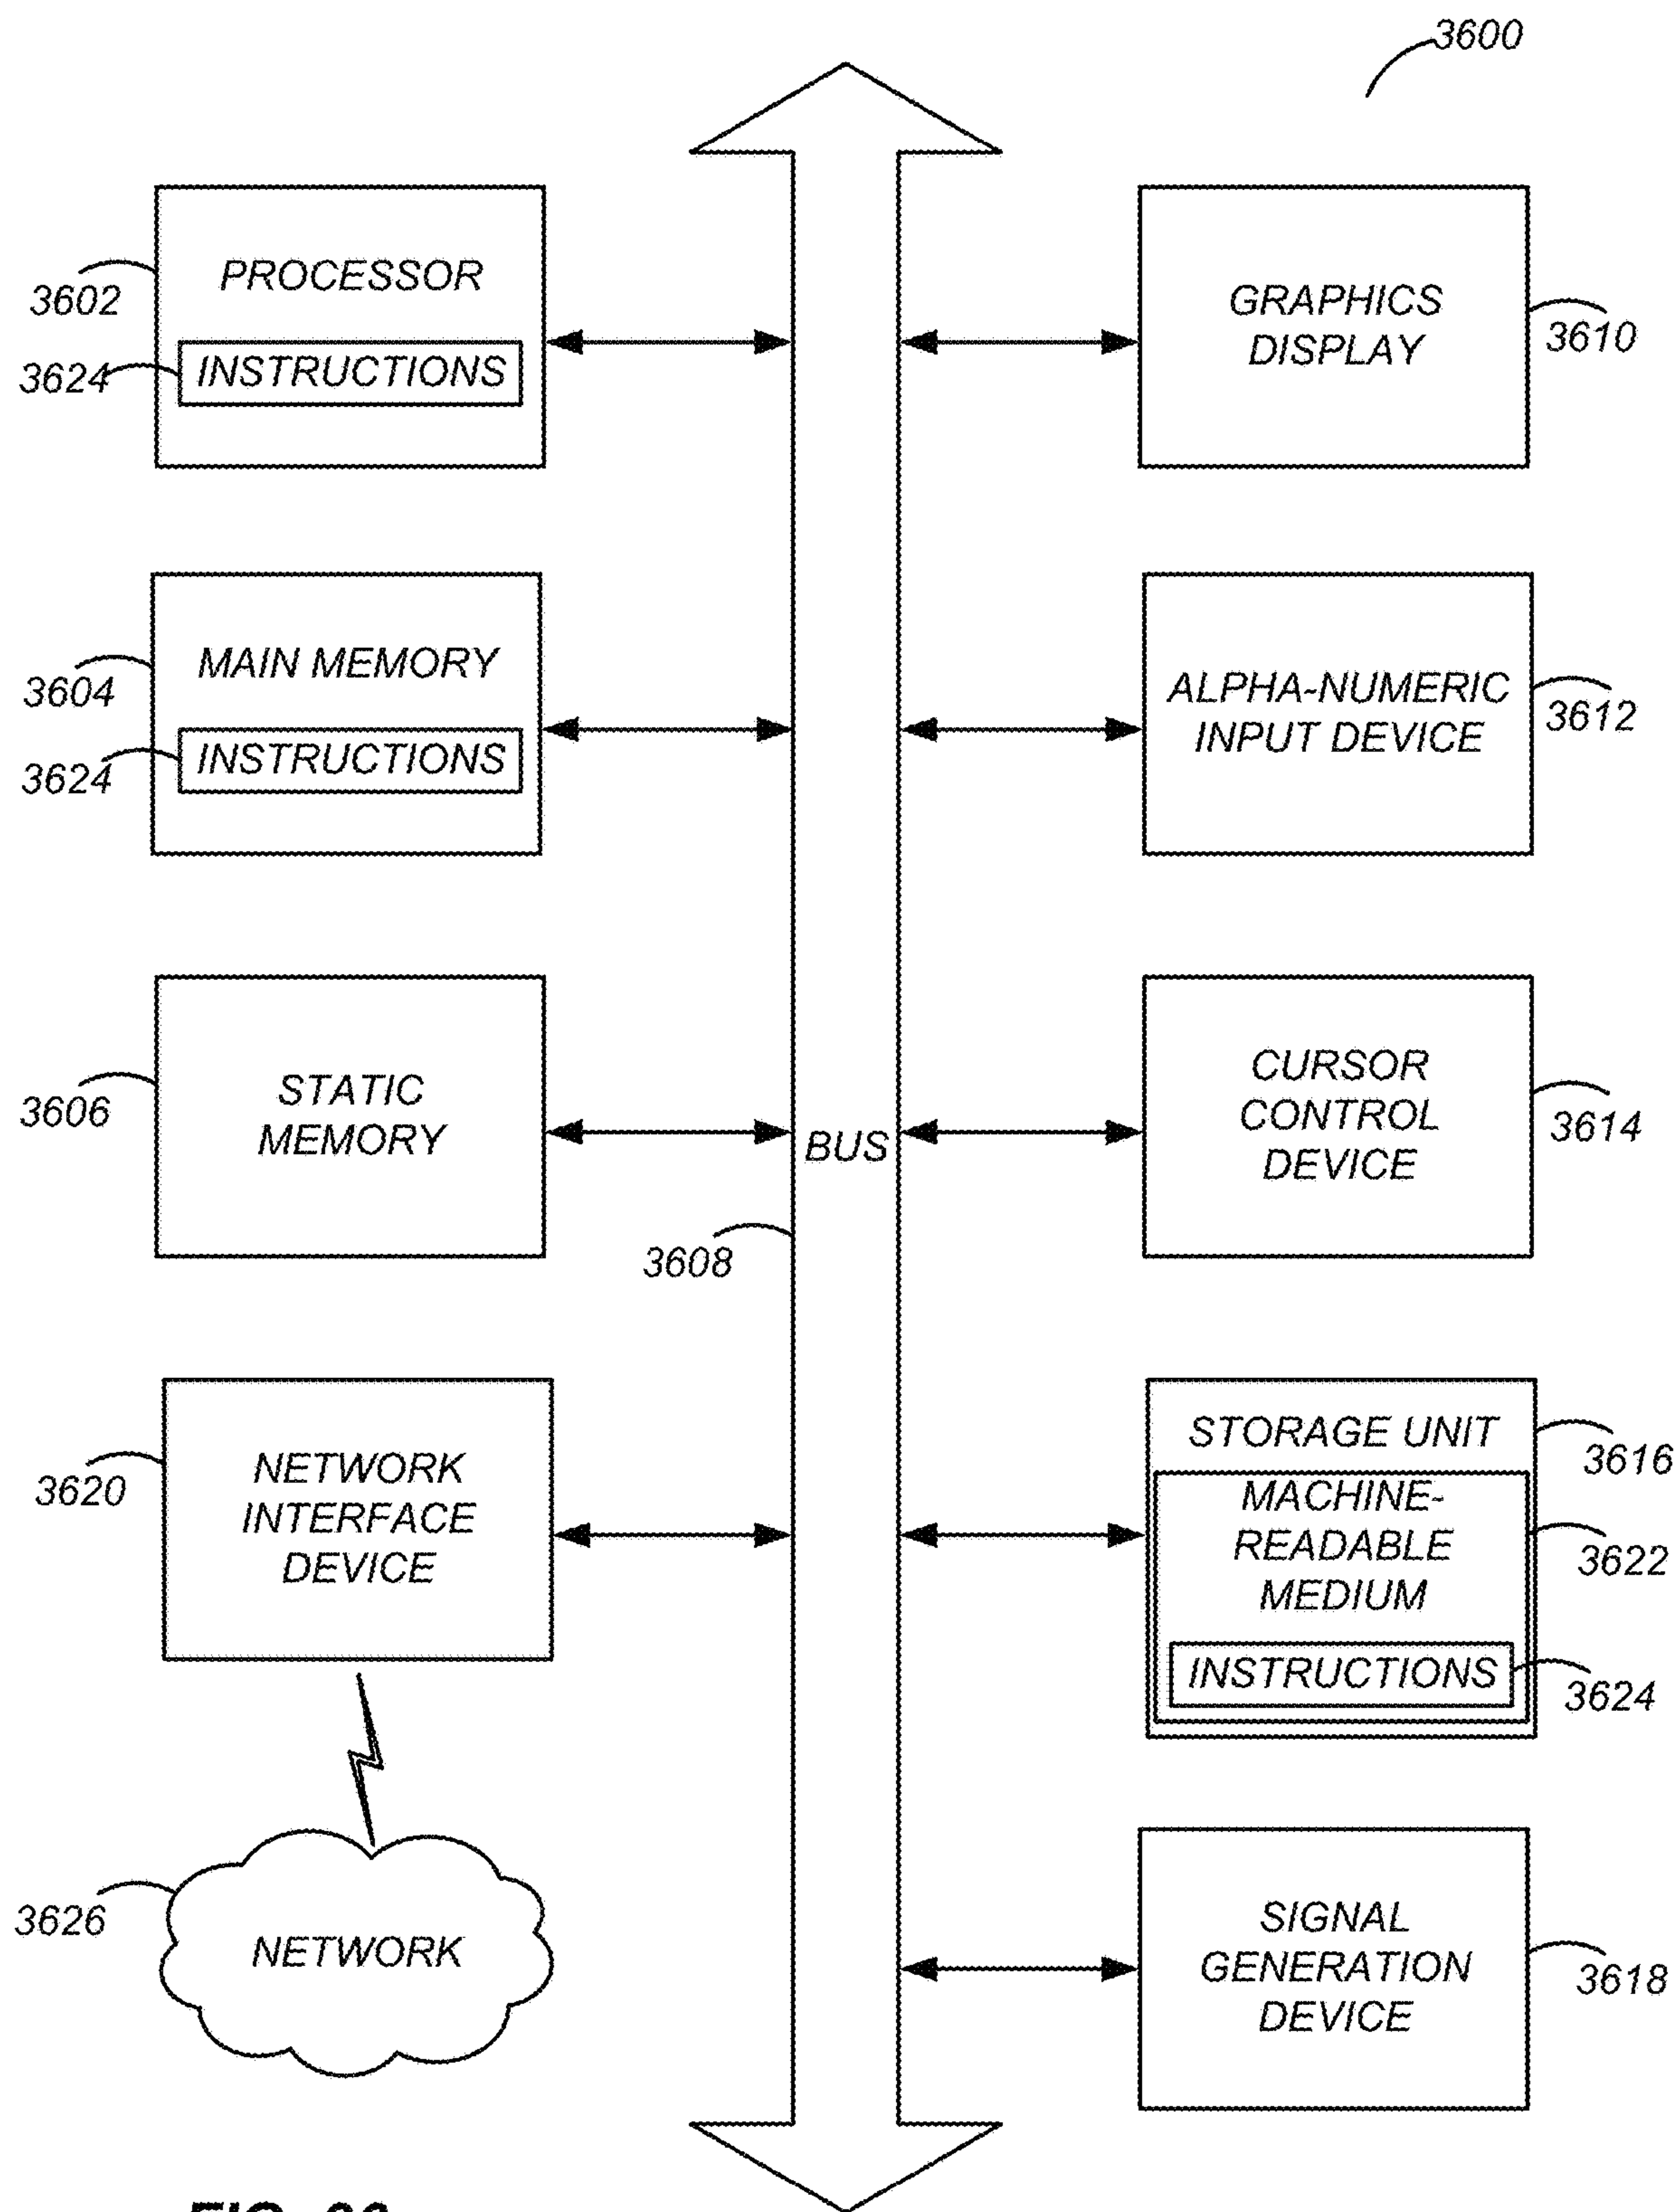 3600
PROCESSOR
3602
INSTRUCTIONS
3624
GRAPHICS
DISPLAY
3610
MAIN MEMORY
3604
INSTRUCTIONS
3624
ALPHA-NUMERIC
INPUT DEVICE
3612
STATIC
MEMORY
3606
BUS
3608
CURSOR
CONTROL
DEVICE
3614
NETWORK
INTERFACE
DEVICE
3620
STORAGE UNIT
3616
MACHINE-
READABLE
MEDIUM
3622
INSTRUCTIONS
3624
NETWORK
3626
SIGNAL
GENERATION
DEVICE
3618